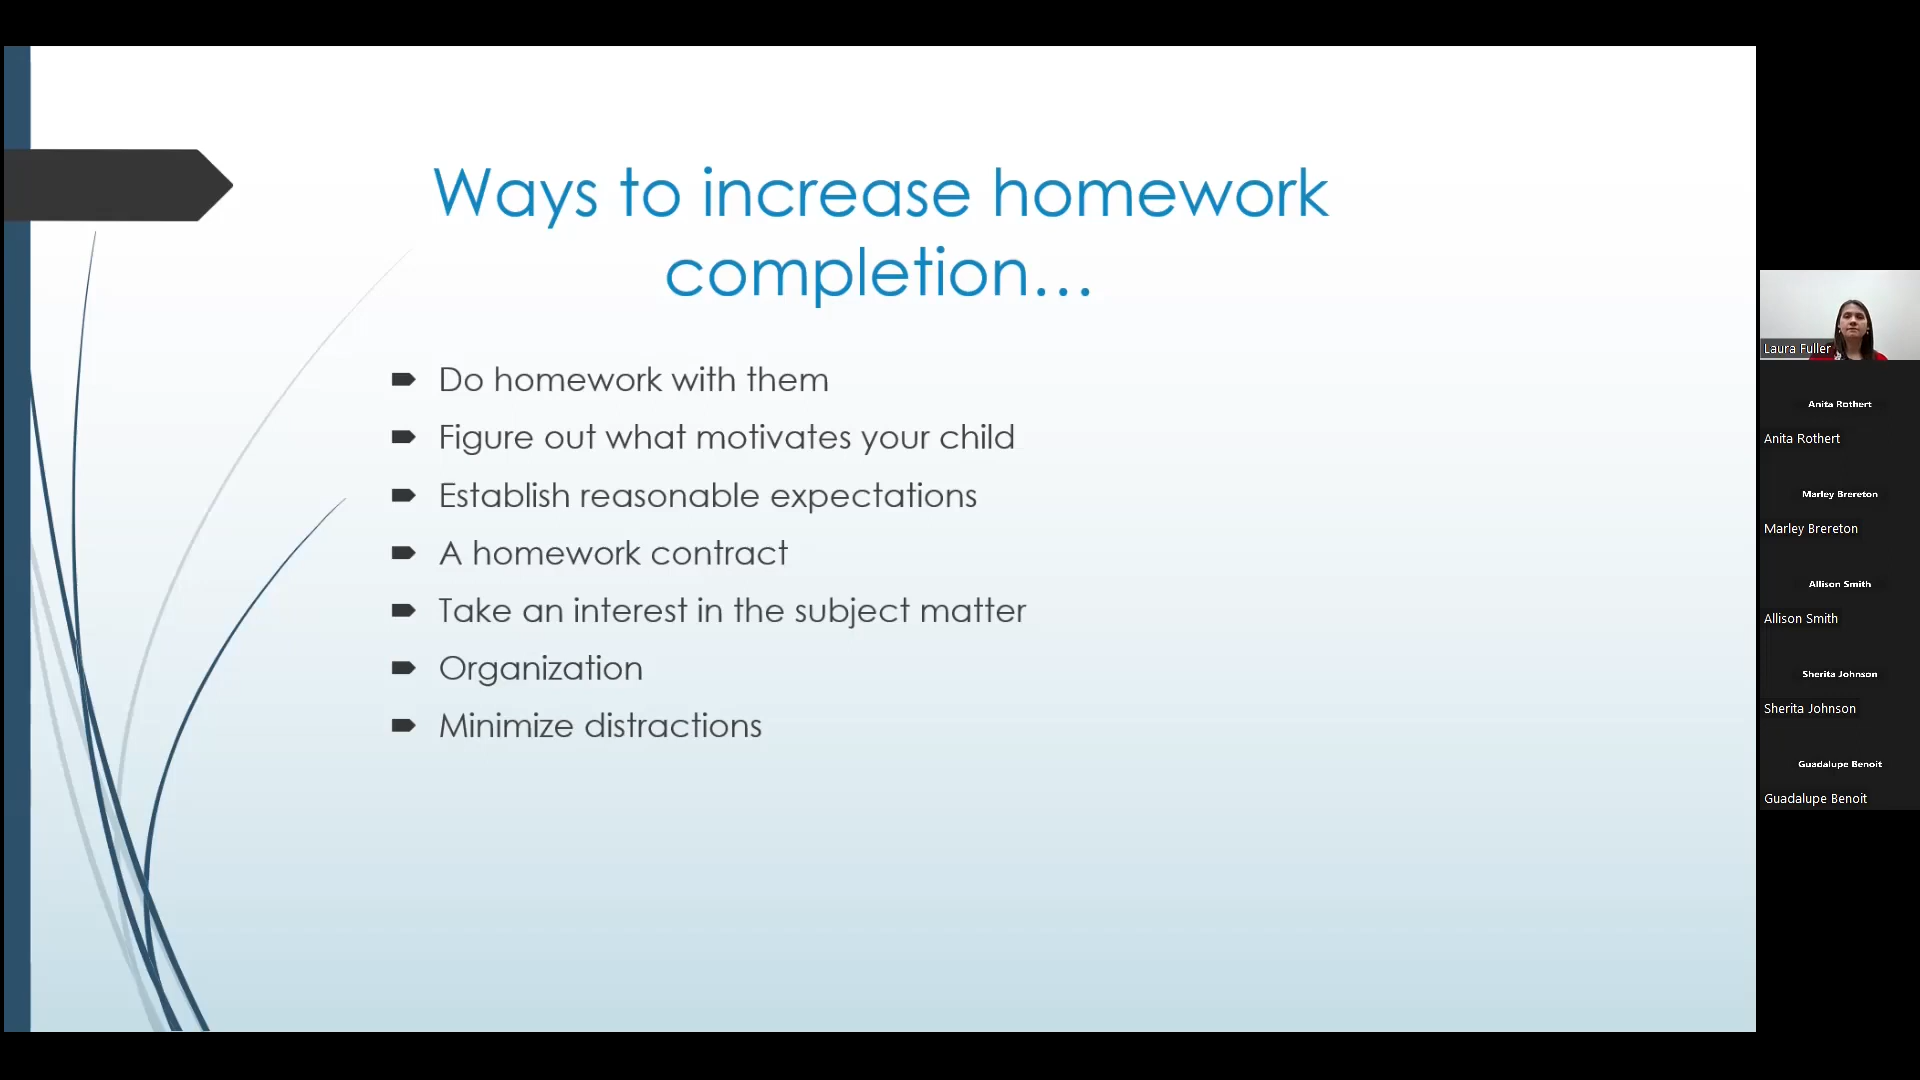 Ways to increase homework
completion...
Do homework with them
Figure out what motivates your child
Establish reasonable expectations
A homework contract
Take an interest in the subject matter
Organization
Minimize distractions
Laura Fuller
Anita Rothert
Anita Rothert
Marley Brereton
Marley Brereton
Allison Smith
Allison Smith
Sherita Johnson
Sherita Johnson
Guadalupe Benoit
Guadalupe Benoit